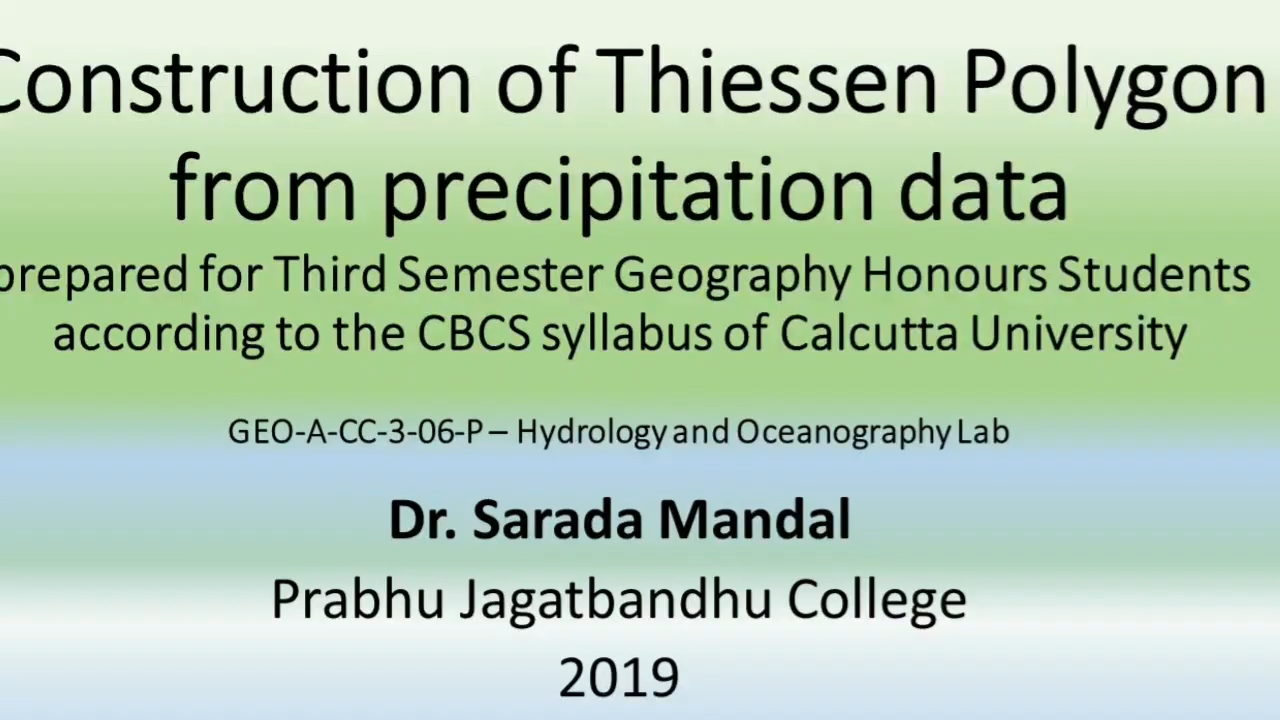 Construction of Thiessen Polygon
from precipitation data
prepared for Third Semester Geography Honours Students
according to the CBCS syllabus of Calcutta University
GEO-A-CC-3-06-P – Hydrology and Oceanography Lab
Dr. Sarada Mandal
Prabhu Jagatbandhu College
2019